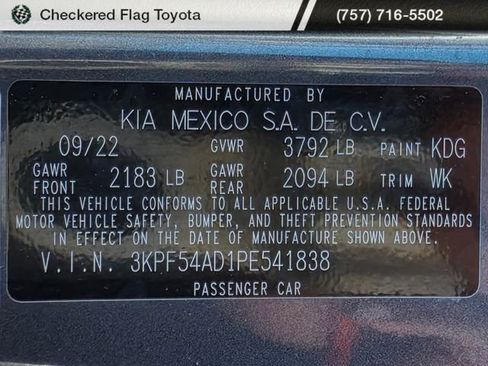 Checkered Flag Toyota (757) 716-5502
MANUFACTURED BY
KIA MEXICO S.A. DE C.V.
09/22 GVWR 3792 LB PAINT KDG
GAWR FRONT 2183 LB GAWR REAR 2094 LB TRIM WK
THIS VEHICLE CONFORMS TO ALL APPLICABLE U.S.A. FEDERAL
MOTOR VEHICLE SAFETY, BUMPER, AND THEFT PREVENTION STANDARDS
IN EFFECT ON THE DATE OF MANUFACTURE SHOWN ABOVE.
V.I.N. 3KPF54AD1PE541838
PASSENGER CAR